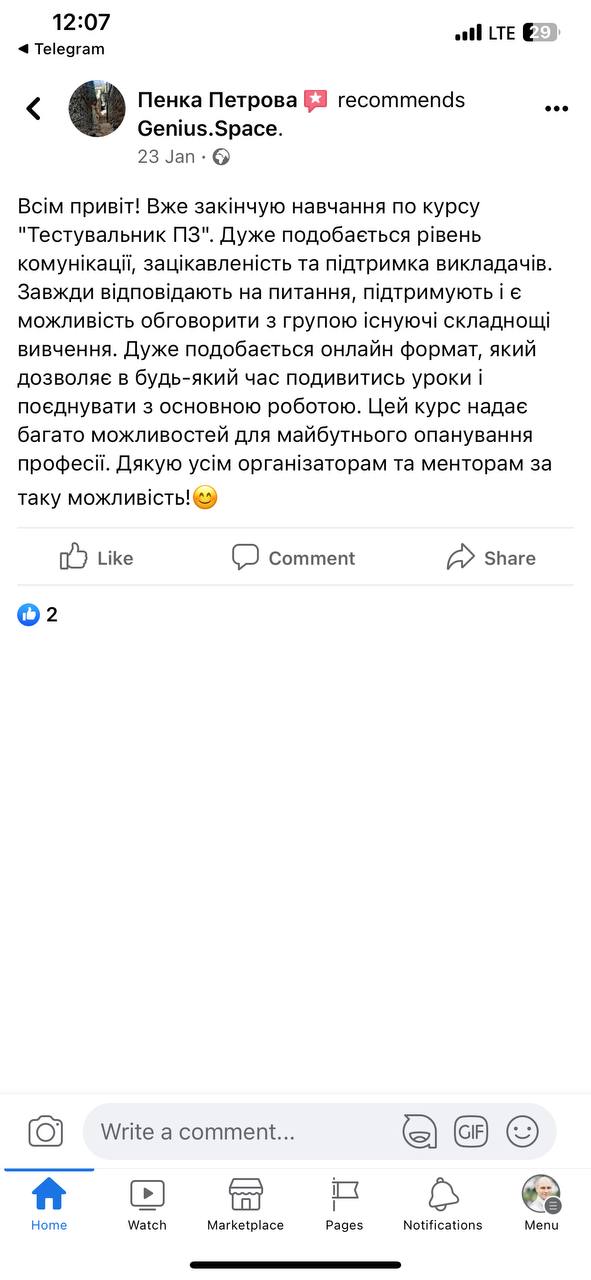 12:07
LTE 29
◀ Telegram
Пенка Петрова recommends
Genius.Space.
23 Jan ·
Всім привіт! Вже закінчую навчання по курсу
"Тестувальник ПЗ". Дуже подобається рівень
комунікації, зацікавленість та підтримка викладачів.
Завжди відповідають на питання, підтримують і є
можливість обговорити з групою існуючі складнощі
вивчення. Дуже подобається онлайн формат, який
дозволяє в будь-який час подивитись уроки і
поєднувати з основною роботою. Цей курс надає
багато можливостей для майбутнього опанування
професії. Дякую усім організаторам та менторам за
таку можливість!😊
Like Comment Share
2
Write a comment... GIF
Home Watch Marketplace Pages Notifications Menu